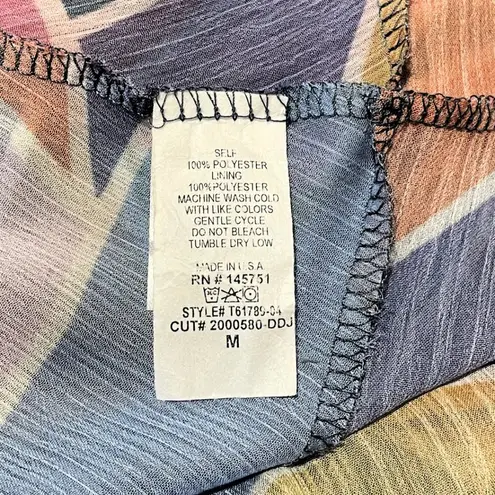 SELF
100% POLYESTER
LINING
100% POLYESTER
MACHINE WASH COLD
WITH LIKE COLORS
GENTLE CYCLE
DO NOT BLEACH
TUMBLE DRY LOW
MADE IN U.S.A
RN # 145751
STYLE# T61789-04
CUT# 2000580-DDJ
M